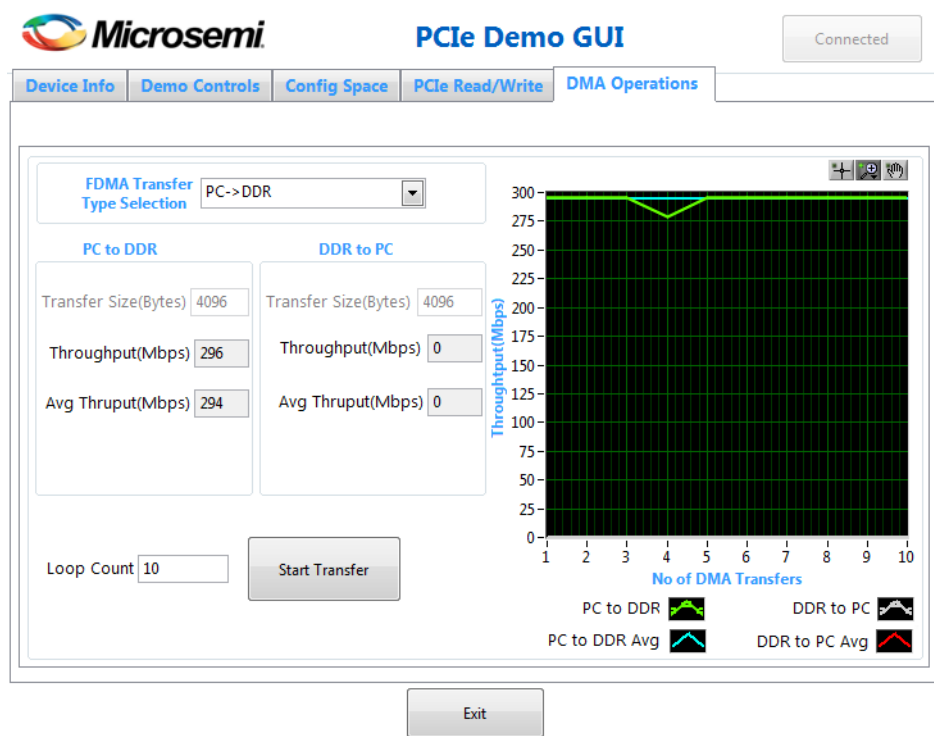 Microsemi.
PCIe Demo GUI
Connected
Device Info
Demo Controls
Config Space
PCIe Read/Write
DMA Operations
FDMA Transfer
Type Selection
PC->DDR
PC to DDR
Transfer Size(Bytes) 4096
Throughput(Mbps) 296
Avg Thruput(Mbps) 294
DDR to PC
Transfer Size(Bytes) 4096
Throughput(Mbps) 0
Avg Thruput(Mbps) 0
Loop Count 10
Start Transfer
Throughtput(Mbps)
300
275
250
225
200
175
150
125
100
75
50
25
0
1 2 3 4 5 6 7 8 9 10
No of DMA Transfers
PC to DDR
DDR to PC
PC to DDR Avg
DDR to PC Avg
Exit